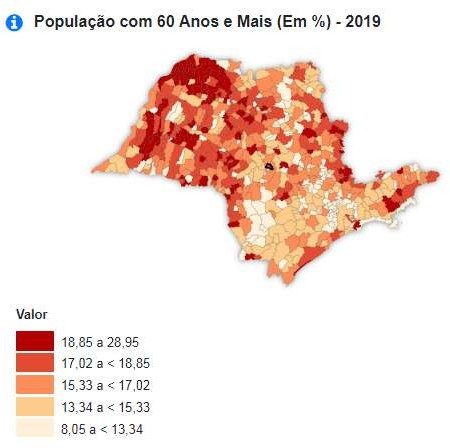 População com 60 Anos e Mais (Em %) - 2019
Valor
18,85 a 28,95
17,02 a < 18,85
15,33 a < 17,02
13,34 a < 15,33
8,05 a < 13,34